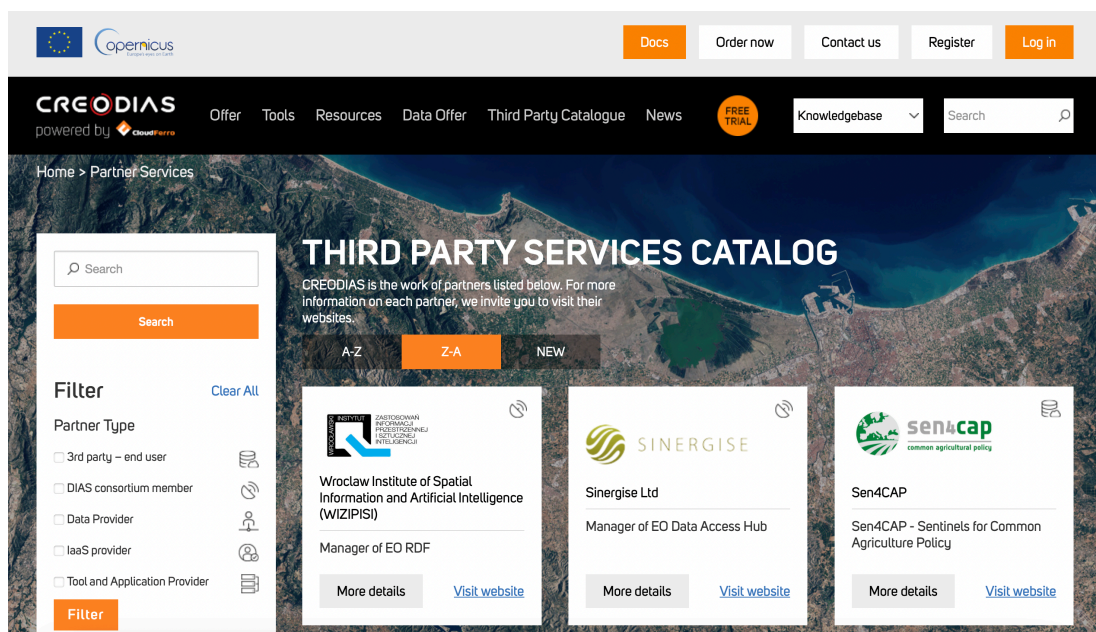 opernicus
Europe's eyes on Earth
Docs
Order now
Contact us
Register
Log in
CREODIAS
powered by CloudFerro
Offer
Tools
Resources
Data Offer
Third Party Catalogue
News
FREE
TRIAL
Knowledgebase
Search
Home > Partner Services
Search
Search
Filter
Clear All
Partner Type
3rd party – end user
DIAS consortium member
Data Provider
IaaS provider
Tool and Application Provider
Filter
THIRD PARTY SERVICES CATALOG
CREODIAS is the work of partners listed below. For more
information on each partner, we invite you to visit their
websites.
A-Z
Z-A
NEW
WROCŁAWSKI
INSTYTUT
ZASTOSOWAŃ
INFORMACJI
PRZESTRZENNEJ
I SZTUCZNEJ
INTELIGENCJI
Wroclaw Institute of Spatial
Information and Artificial Intelligence
(WIZIPISI)
Manager of EO RDF
More details
Visit website
SINERGISE
Sinergise Ltd
Manager of EO Data Access Hub
More details
Visit website
sen4cap
common agricultural policy
Sen4CAP
Sen4CAP - Sentinels for Common
Agriculture Policy
More details
Visit website